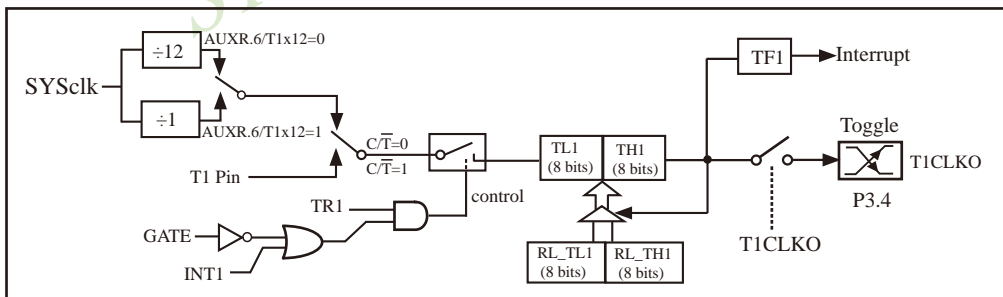 ÷12
AUXR.6/T1x12=0
SYSclk
÷1
AUXR.6/T1x12=1
T1 Pin
C/T̅=0
C/T̅=1
control
TR1
GATE
INT1
TL1
(8 bits)
TH1
(8 bits)
RL_TL1
(8 bits)
RL_TH1
(8 bits)
TF1
Interrupt
Toggle
T1CLKO
P3.4
T1CLKO